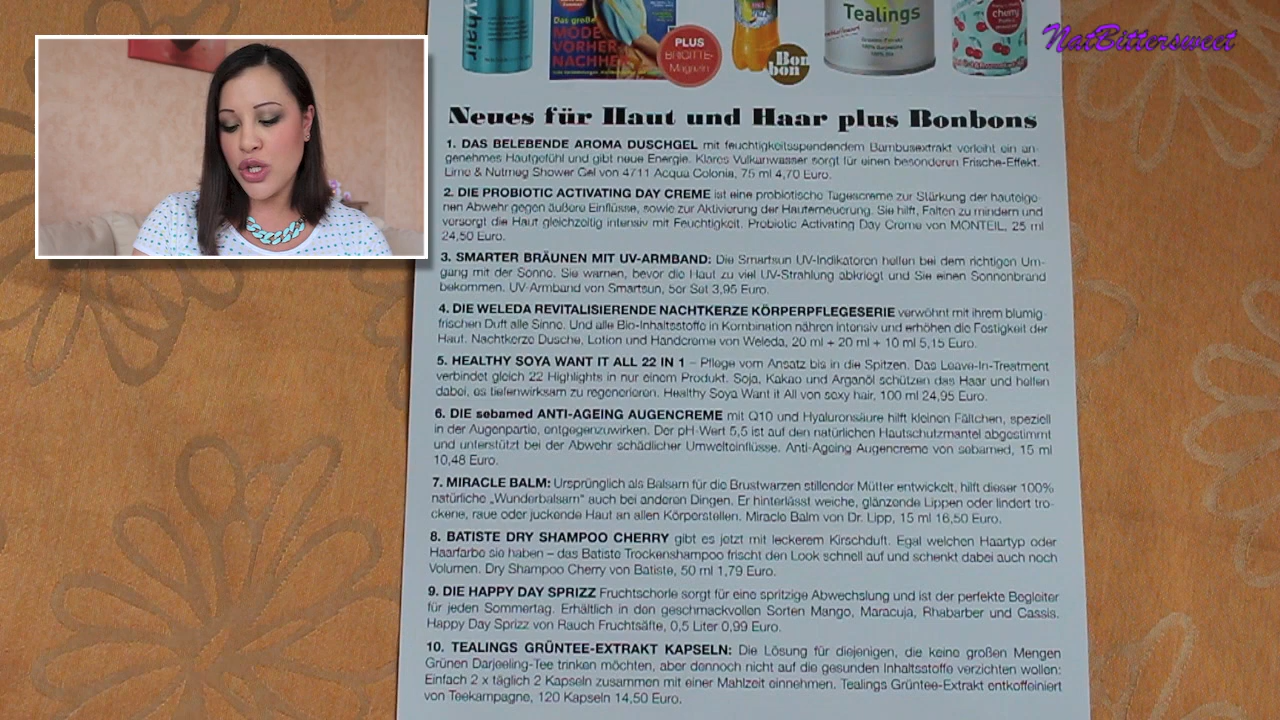 yhair
Das große
MODE
VORHER
NACHHER
PLUS
BRIGITTE-
Magazin
Bon
bon
Tealings
cherry
NatBittersweet
Neues für Haut und Haar plus Bonbons
1. DAS BELEBENDE AROMA DUSCHGEL mit feuchtigkeitsspendendem Bambusextrakt verleiht ein an-
genehmes Hautgefühl und gibt neue Energie. Klares Vulkanwasser sorgt für einen besonderen Frische-Effekt.
Lime & Nutmeg Shower Gel von 4711 Acqua Colonia, 75 ml 4,70 Euro.
2. DIE PROBIOTIC ACTIVATING DAY CREME ist eine probiotische Tagescreme zur Stärkung der hauteige-
nen Abwehr gegen äußere Einflüsse, sowie zur Aktivierung der Hauterneuerung. Sie hilft, Falten zu mindern und
versorgt die Haut gleichzeitig intensiv mit Feuchtigkeit. Probiotic Activating Day Creme von MONTEIL, 25 ml
24,50 Euro.
3. SMARTER BRÄUNEN MIT UV-ARMBAND: Die Smartsun UV-Indikatoren helfen bei dem richtigen Um-
gang mit der Sonne. Sie warnen, bevor die Haut zu viel UV-Strahlung abkriegt und Sie einen Sonnenbrand
bekommen. UV-Armband von Smartsun, 5er Set 3,95 Euro.
4. DIE WELEDA REVITALISIERENDE NACHTKERZE KÖRPERPFLEGESERIE verwöhnt mit ihrem blumig-
frischen Duft alle Sinne. Und alle Bio-Inhaltsstoffe in Kombination nähren intensiv und erhöhen die Festigkeit der
Haut. Nachtkerze Dusche, Lotion und Handcreme von Weleda, 20 ml + 20 ml + 10 ml 5,15 Euro.
5. HEALTHY SOYA WANT IT ALL 22 IN 1 – Pflege vom Ansatz bis in die Spitzen. Das Leave-In-Treatment
verbindet gleich 22 Highlights in nur einem Produkt. Soja, Kakao und Arganöl schützen das Haar und helfen
dabei, es tiefenwirksam zu regenerieren. Healthy Soya Want it All von sexy hair, 100 ml 24,95 Euro.
6. DIE sebamed ANTI-AGEING AUGENCREME mit Q10 und Hyaluronsäure hilft kleinen Fältchen, speziell
in der Augenpartie, entgegenzuwirken. Der pH-Wert 5,5 ist auf den natürlichen Hautschutzmantel abgestimmt
und unterstützt bei der Abwehr schädlicher Umwelteinflüsse. Anti-Ageing Augencreme von sebamed, 15 ml
10,48 Euro.
7. MIRACLE BALM: Ursprünglich als Balsam für die Brustwarzen stillender Mütter entwickelt, hilft dieser 100%
natürliche „Wunderbalsam“ auch bei anderen Dingen. Er hinterlässt weiche, glänzende Lippen oder lindert tro-
ckene, raue oder juckende Haut an allen Körperstellen. Miracle Balm von Dr. Lipp, 15 ml 16,50 Euro.
8. BATISTE DRY SHAMPOO CHERRY gibt es jetzt mit leckerem Kirschduft. Egal welchen Haartyp oder
Haarfarbe sie haben – das Batiste Trockenshampoo frischt den Look schnell auf und schenkt dabei auch noch
Volumen. Dry Shampoo Cherry von Batiste, 50 ml 1,79 Euro.
9. DIE HAPPY DAY SPRIZZ Fruchtschorle sorgt für eine spritzige Abwechslung und ist der perfekte Begleiter
für jeden Sommertag. Erhältlich in den geschmackvollen Sorten Mango, Maracuja, Rhabarber und Cassis.
Happy Day Sprizz von Rauch Fruchtsäfte, 0,5 Liter 0,99 Euro.
10. TEALINGS GRÜNTEE-EXTRAKT KAPSELN: Die Lösung für diejenigen, die keine großen Mengen
Grünen Darjeeling-Tee trinken möchten, aber dennoch nicht auf die gesunden Inhaltsstoffe verzichten wollen:
Einfach 2 x täglich 2 Kapseln zusammen mit einer Mahlzeit einnehmen. Tealings Grüntee-Extrakt entkoffeiniert
von Teekampagne, 120 Kapseln 14,50 Euro.